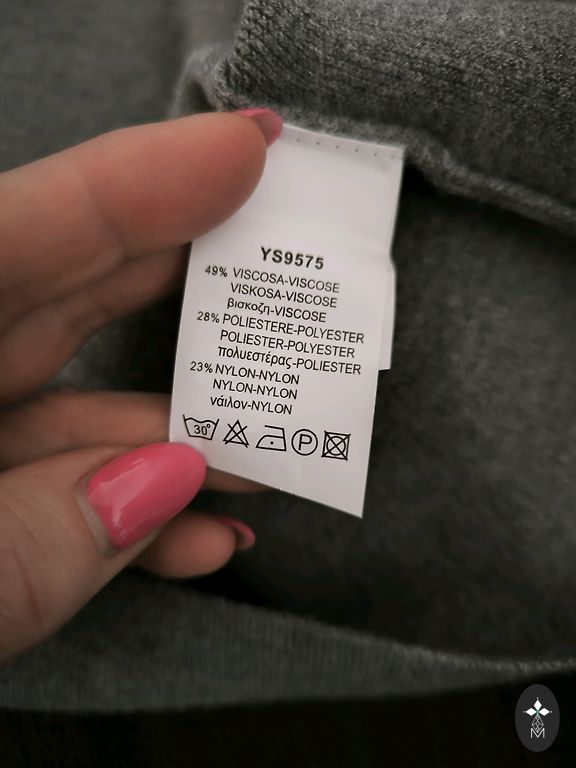 YS9575
49% VISCOSA-VISCOSE
VISKOSA-VISCOSE
βισκοζη-VISCOSE
28% POLIESTERE-POLYESTER
POLIESTER-POLYESTER
πολυεστέρας-POLIESTER
23% NYLON-NYLON
NYLON-NYLON
νάιλον-NYLON
30° P
M